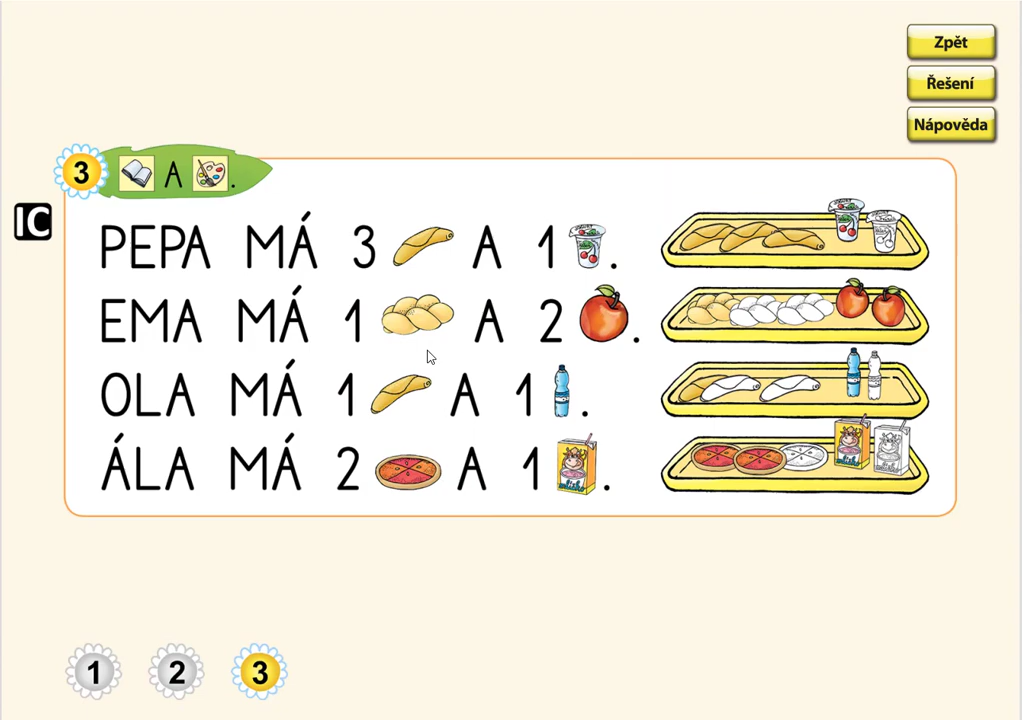 Zpět
Řešení
Nápověda
3 A .
IC
PEPA MÁ 3 A 1 .
EMA MÁ 1 A 2 .
OLA MÁ 1 A 1 .
ÁLA MÁ 2 A 1 .
1 2 3